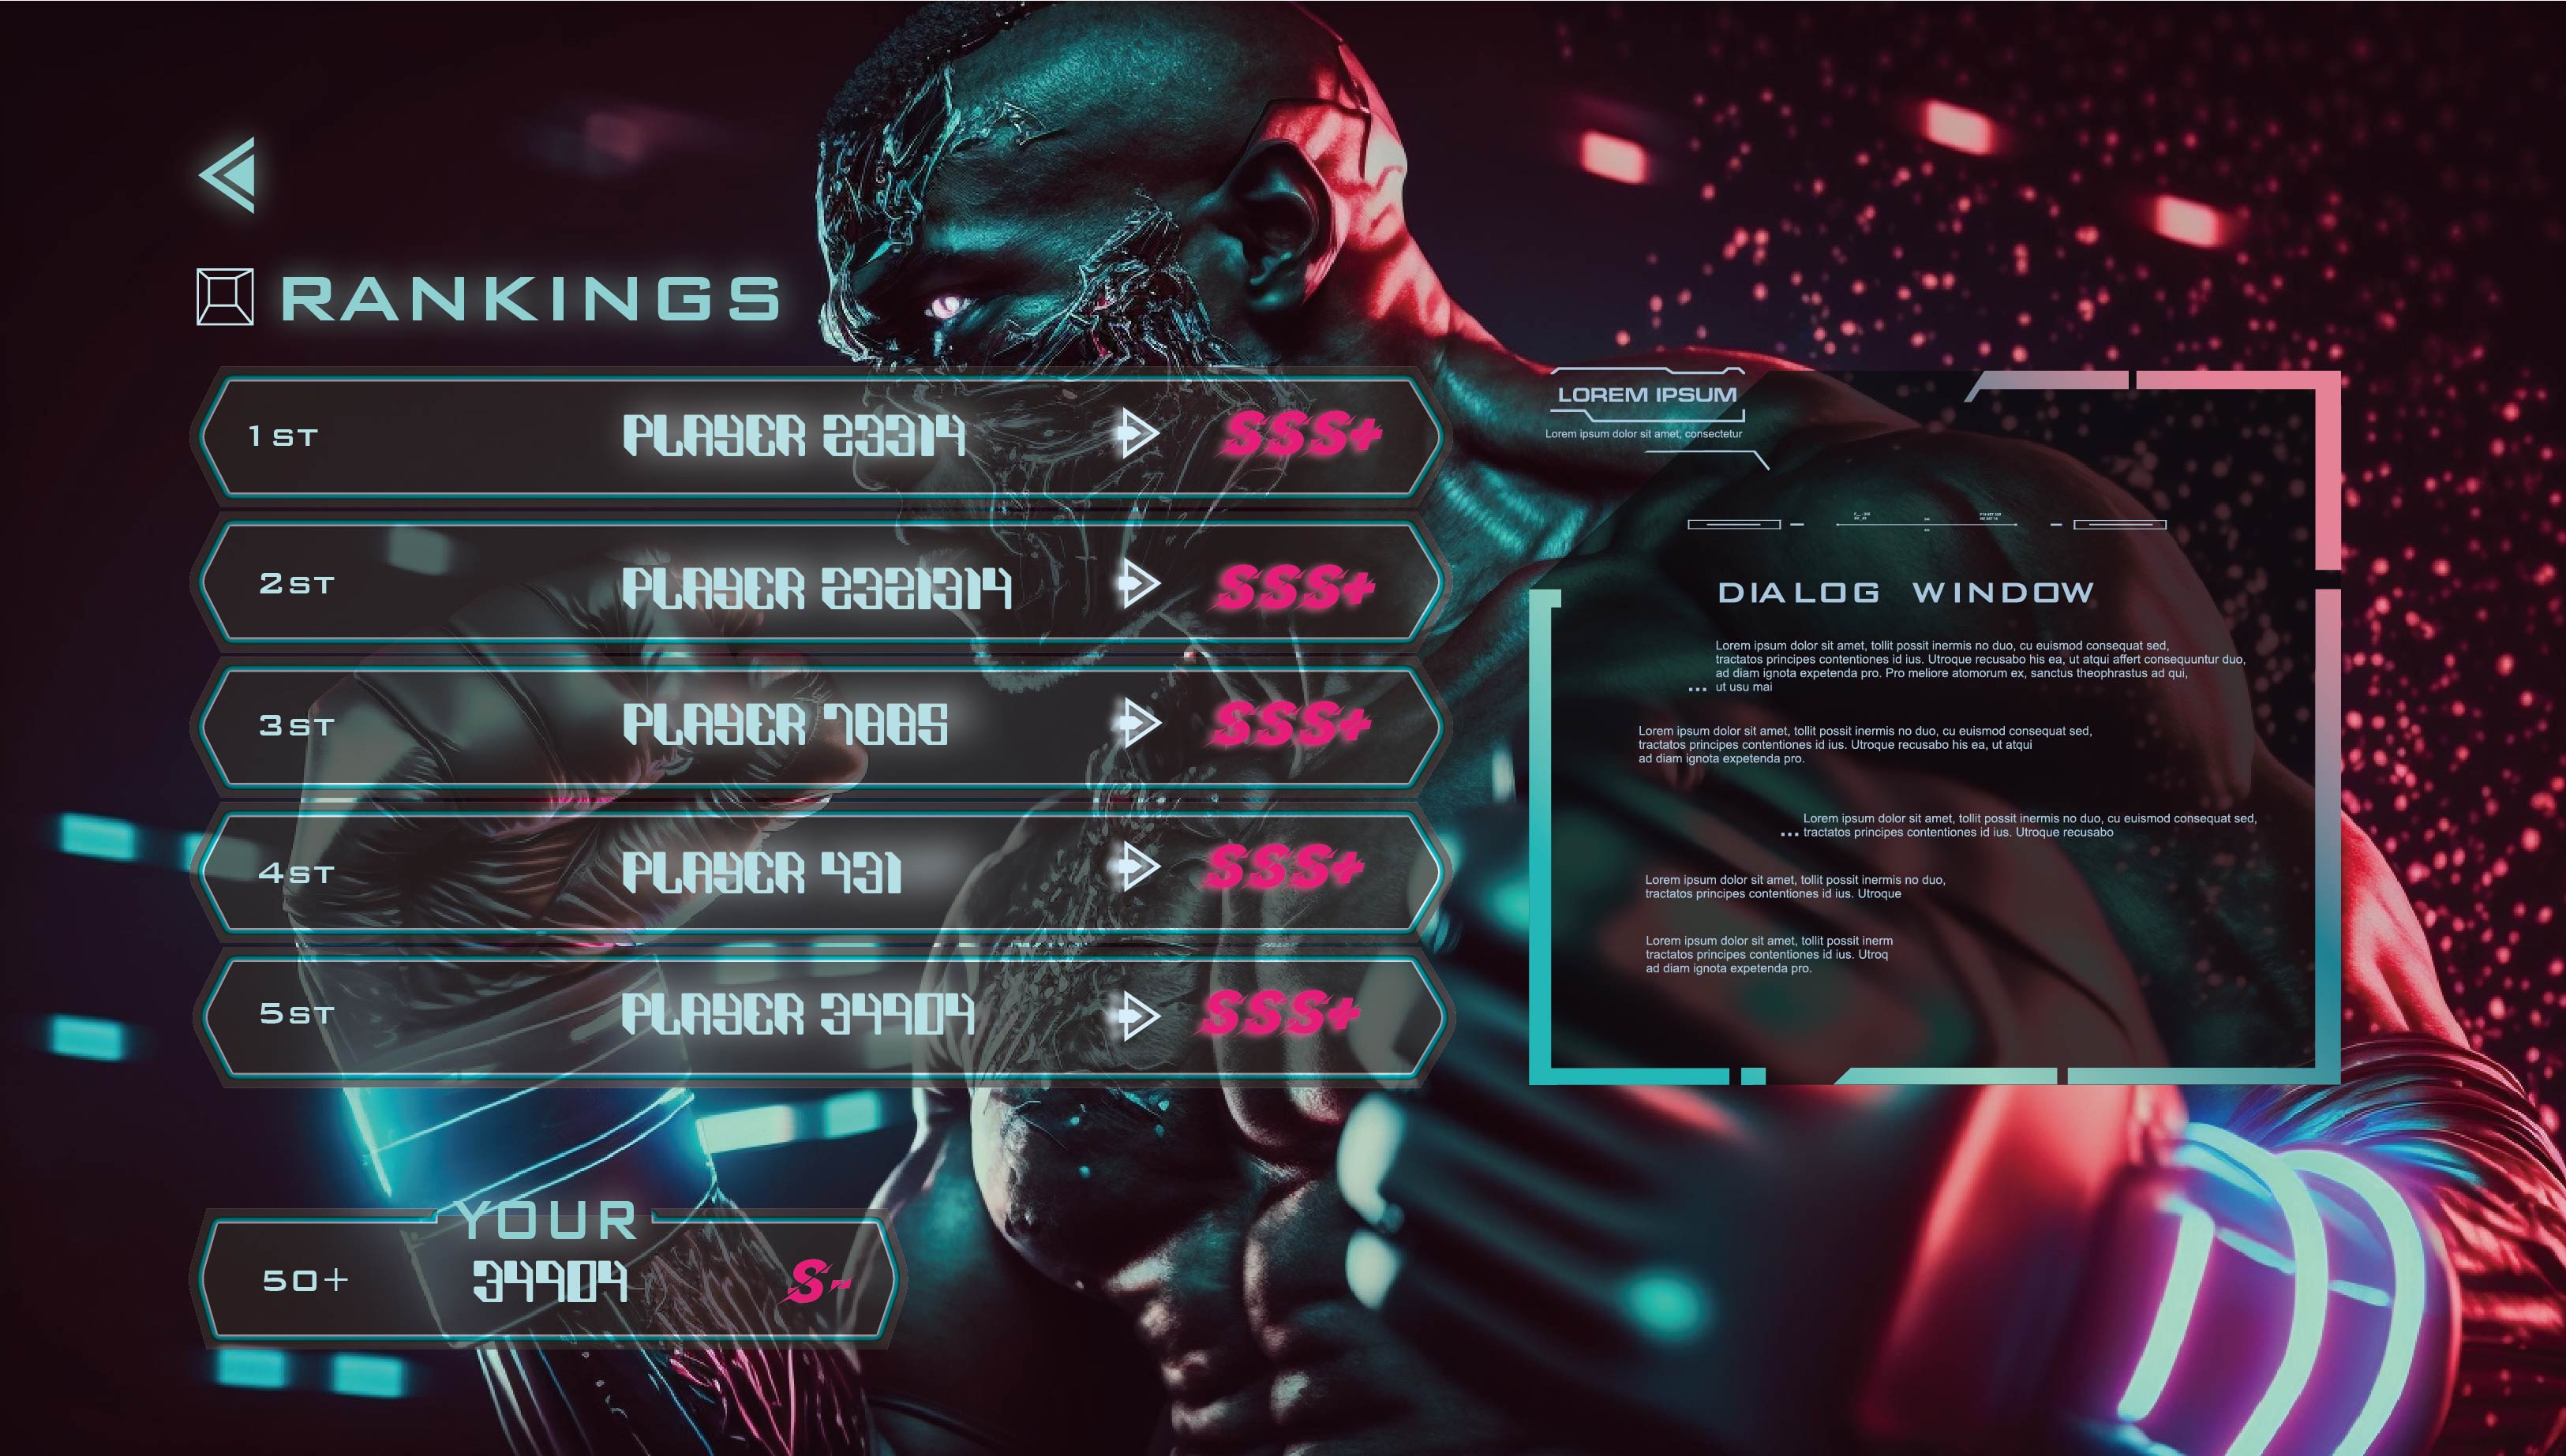 RANKINGS
1ST PLAYER 23314 SSS+
2ST PLAYER 2321314 SSS+
3ST PLAYER 7885 SSS+
4ST PLAYER 431 SSS+
5ST PLAYER 34904 SSS+
YOUR
50+ 34904 S-
LOREM IPSUM
Lorem ipsum dolor sit amet, consectetur
DIALOG WINDOW
Lorem ipsum dolor sit amet, tollit possit inermis no duo, cu euismod consequat sed,
tractatos principes contentiones id ius. Utroque recusabo his ea, ut atqui affert consequuntur duo,
ad diam ignota expetenda pro. Pro meliore atomorum ex, sanctus theophrastus ad qui,
... ut usu mai
Lorem ipsum dolor sit amet, tollit possit inermis no duo, cu euismod consequat sed,
tractatos principes contentiones id ius. Utroque recusabo his ea, ut atqui
ad diam ignota expetenda pro.
Lorem ipsum dolor sit amet, tollit possit inermis no duo, cu euismod consequat sed,
... tractatos principes contentiones id ius. Utroque recusabo
Lorem ipsum dolor sit amet, tollit possit inermis no duo,
tractatos principes contentiones id ius. Utroque
Lorem ipsum dolor sit amet, tollit possit inerm
tractatos principes contentiones id ius. Utroq
ad diam ignota expetenda pro.